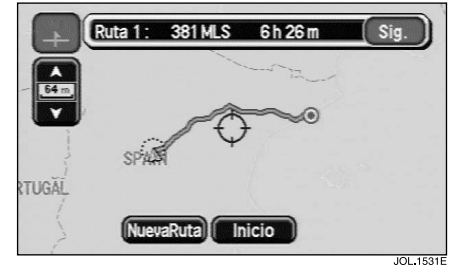 Ruta 1: 381 MLS 6 h 26 m Sig.
64 m
SPAIN
RTUGAL
NuevaRuta Inicio
JOL.1531E